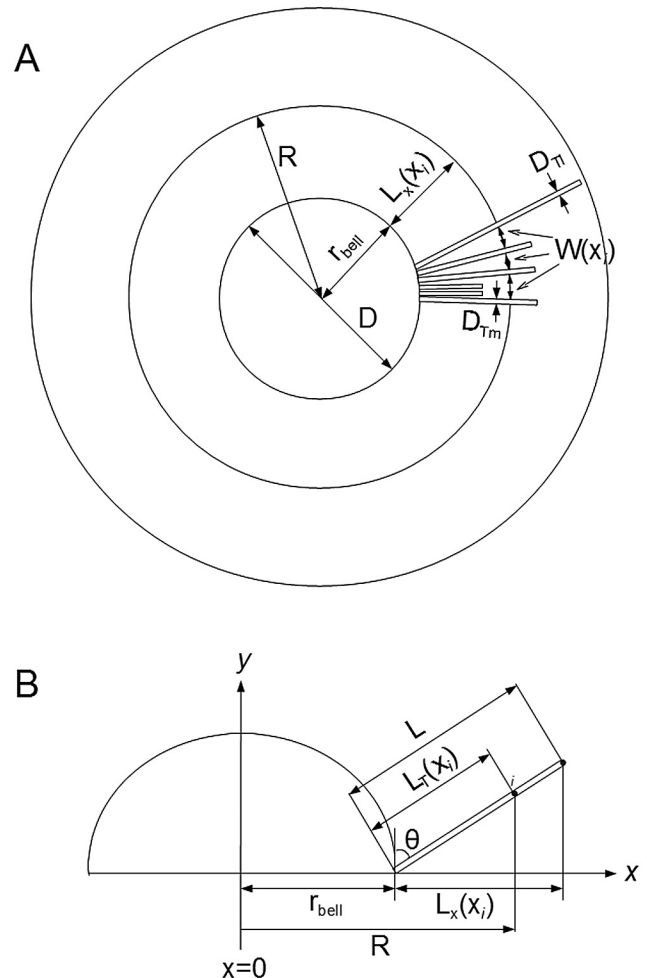 A
R
Lx(xi)
rbell
D
DTl
W(xi)
DTm
B
y
L
LT(xi)
i
θ
x
rbell
Lx(xi)
R
x=0